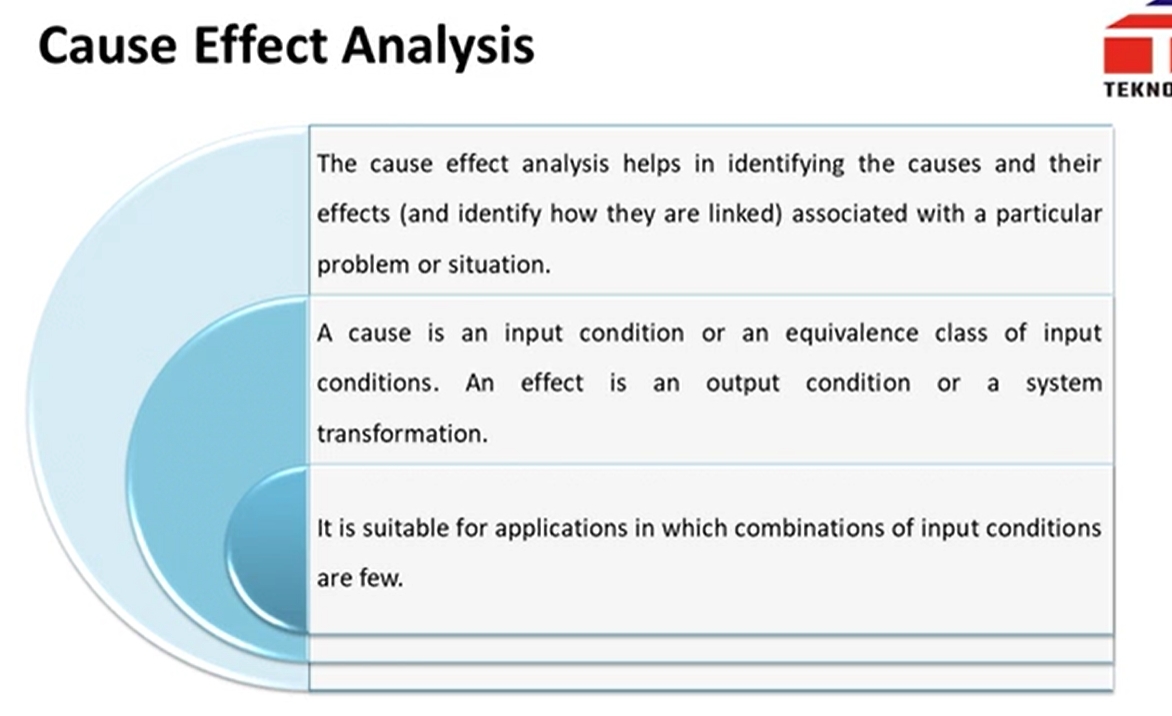 Cause Effect Analysis
TEKNO
The cause effect analysis helps in identifying the causes and their
effects (and identify how they are linked) associated with a particular
problem or situation.
A cause is an input condition or an equivalence class of input
conditions. An effect is an output condition or a system
transformation.
It is suitable for applications in which combinations of input conditions
are few.